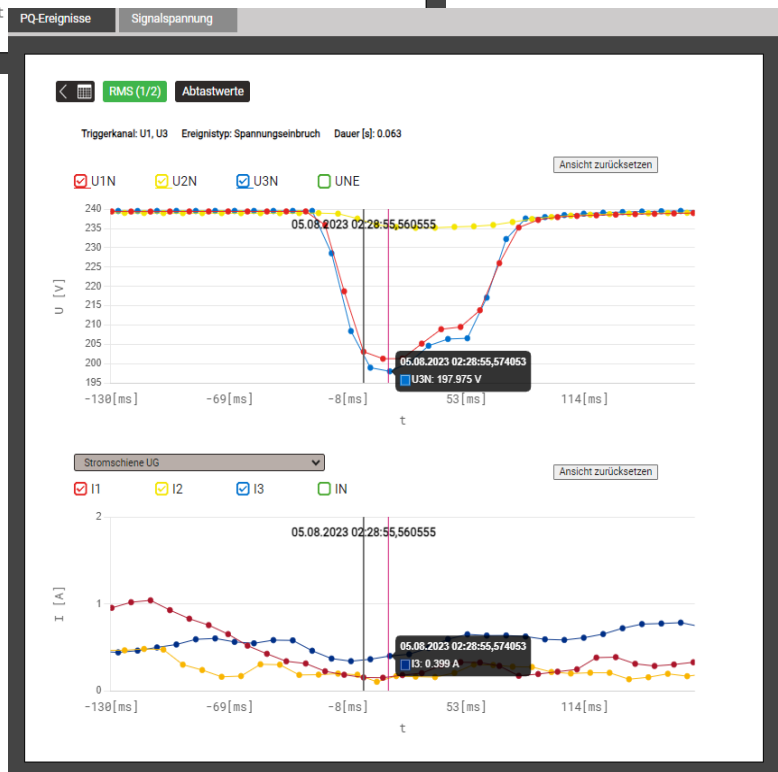 t
PQ-Ereignisse Signalspannung
RMS (1/2) Abtastwerte
Triggerkanal: U1, U3 Ereignistyp: Spannungseinbruch Dauer [s]: 0.063
Ansicht zurücksetzen
U1N U2N U3N UNE
240
235
230
225
220
215
210
205
200
195
U [V]
05.08.2023 02:28:55,560555
05.08.2023 02:28:55,574053
U3N: 197.975 V
-130[ms] -69[ms] -8[ms] 53[ms] 114[ms]
t
Stromschiene UG
Ansicht zurücksetzen
I1 I2 I3 IN
2
1
0
I [A]
05.08.2023 02:28:55,560555
05.08.2023 02:28:55,574053
I3: 0.399 A
-130[ms] -69[ms] -8[ms] 53[ms] 114[ms]
t